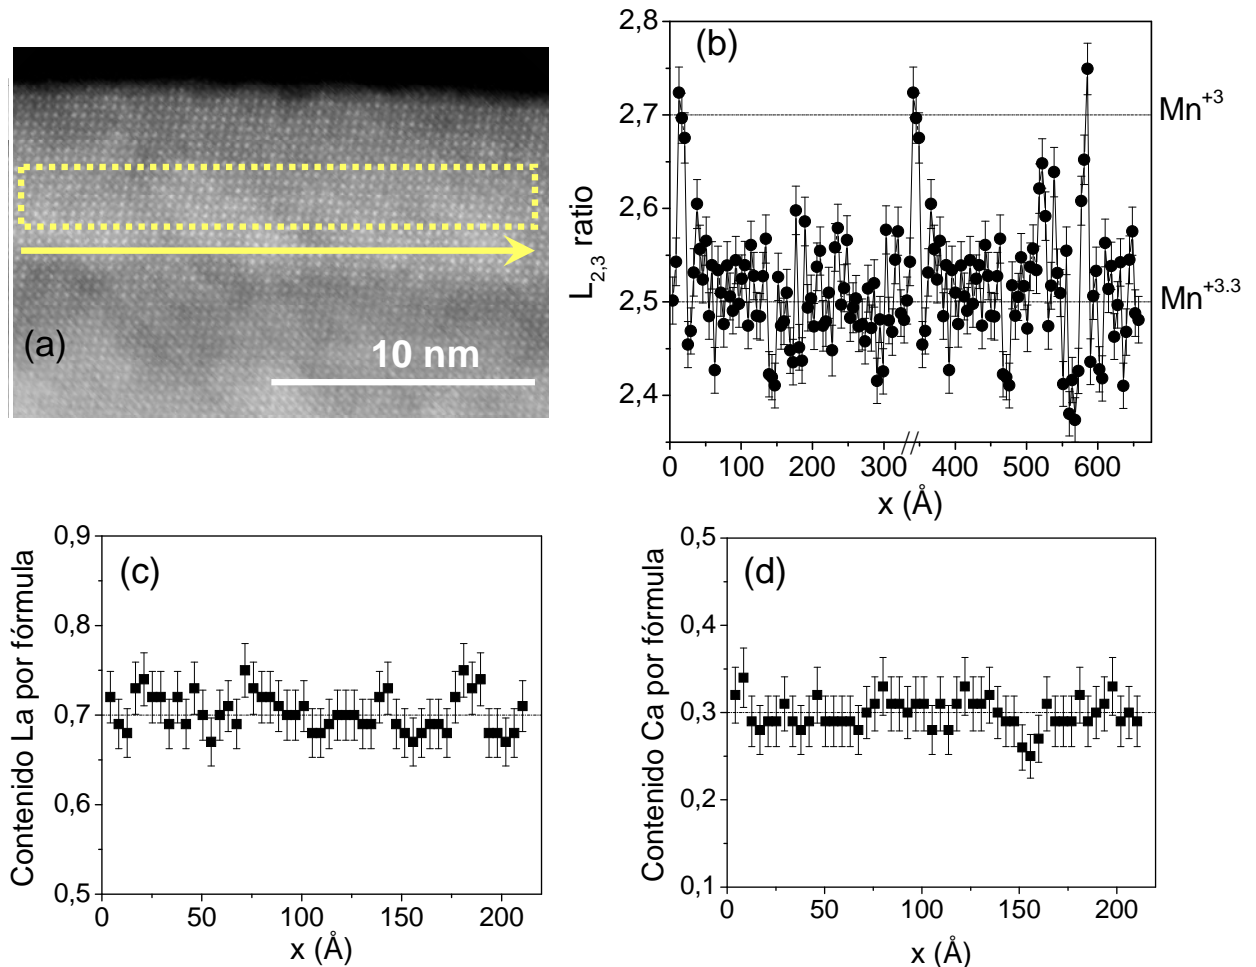 (a)
10 nm
(b)
2,8
2,7
2,6
2,5
2,4
L2,3 ratio
Mn+3
Mn+3.3
0 100 200 300 400 500 600
x (Å)
(c)
0,9
0,8
0,7
0,6
0,5
Contenido La por fórmula
0 50 100 150 200
x (Å)
(d)
0,5
0,4
0,3
0,2
0,1
Contenido Ca por fórmula
0 50 100 150 200
x (Å)